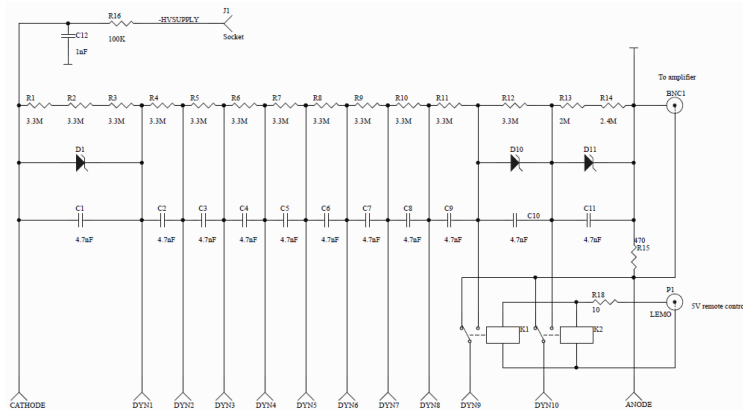 J1
R16
-HVSUPPLY
C12
100K
Socket
1nF
To amplifier
BNC1
R1 R2 R3 R4 R5 R6 R7 R8 R9 R10 R11 R12 R13 R14
3.3M 3.3M 3.3M 3.3M 3.3M 3.3M 3.3M 3.3M 3.3M 3.3M 3.3M 3.3M 2M 2.4M
D1 D10 D11
C1 C2 C3 C4 C5 C6 C7 C8 C9 C10 C11
4.7nF 4.7nF 4.7nF 4.7nF 4.7nF 4.7nF 4.7nF 4.7nF 4.7nF 4.7nF 4.7nF
470
R15
R18
P1
10
LEMO
5V remote contro
K1 K2
CATHODE DYN1 DYN2 DYN3 DYN4 DYN5 DYN6 DYN7 DYN8 DYN9 DYN10 ANODE